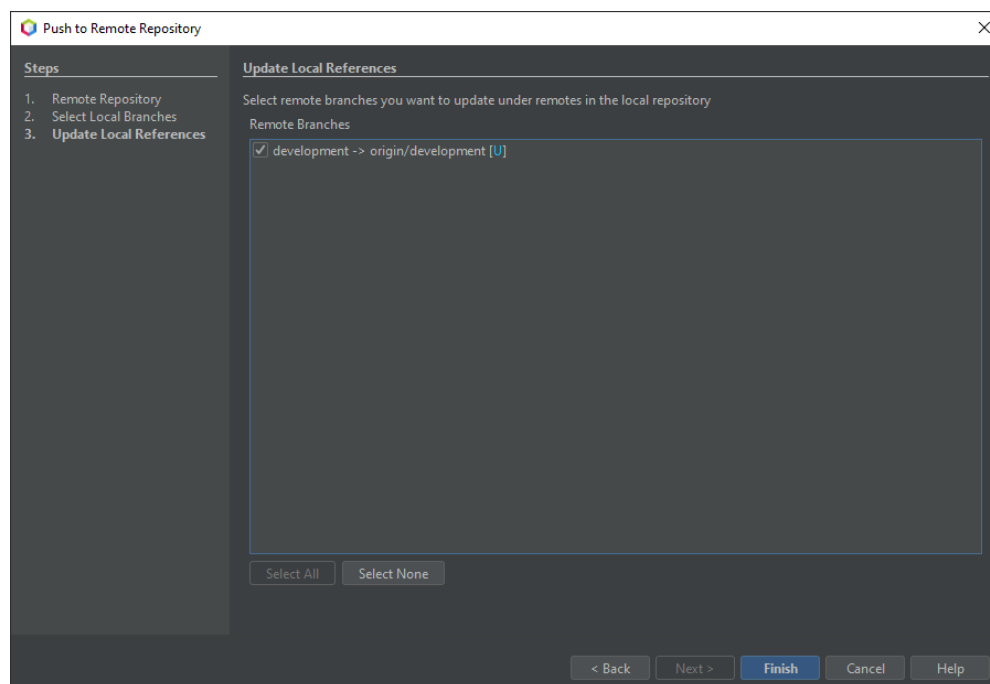 Push to Remote Repository
Steps
1. Remote Repository
2. Select Local Branches
3. Update Local References
Update Local References
Select remote branches you want to update under remotes in the local repository
Remote Branches
development -> origin/development [U]
Select All
Select None
< Back
Next >
Finish
Cancel
Help